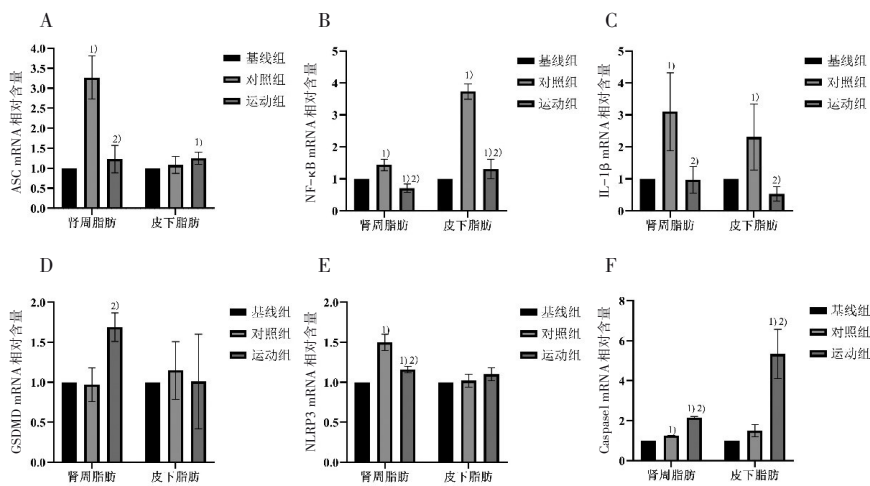 A
ASC mRNA 相对含量
4.0
3.5
3.0
2.5
2.0
1.5
1.0
0.5
0.0
1)
2)
1)
肾周脂肪
皮下脂肪
基线组
对照组
运动组
B
NF-κB mRNA 相对含量
5
4
3
2
1
0
1)
1)2)
1)
1)2)
肾周脂肪
皮下脂肪
基线组
对照组
运动组
C
IL-1β mRNA 相对含量
5
4
3
2
1
0
1)
2)
1)
2)
肾周脂肪
皮下脂肪
基线组
对照组
运动组
D
GSDMD mRNA 相对含量
2.0
1.5
1.0
0.5
0.0
2)
肾周脂肪
皮下脂肪
基线组
对照组
运动组
E
NLRP3 mRNA 相对含量
2.0
1.5
1.0
0.5
0.0
1)
1)2)
肾周脂肪
皮下脂肪
基线组
对照组
运动组
F
Caspasel mRNA 相对含量
8
6
4
2
0
1)
1)2)
1)2)
肾周脂肪
皮下脂肪
基线组
对照组
运动组